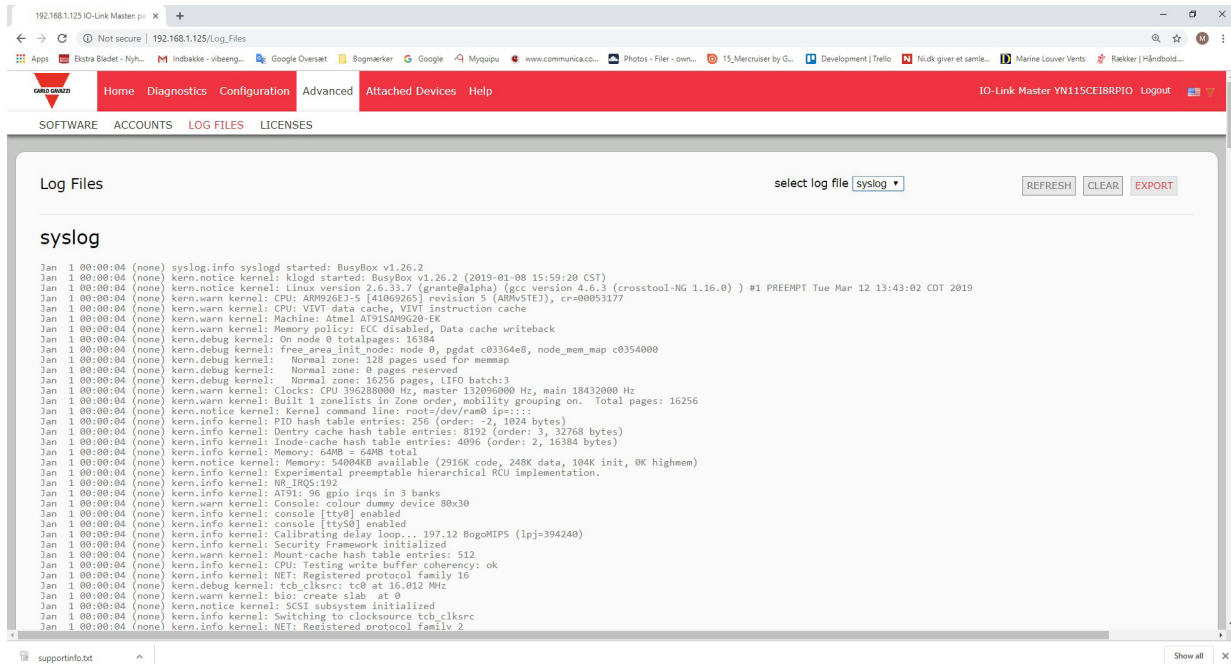 192.168.1.125 IO-Link Master: pa
Not secure | 192.168.1.125/Log_Files
Apps Ekstra Bladet - Nyh... Indbakke - vibeeng... Google Oversæt Bogmærker Google Myquipu www.communica.co... Photos - Filer - own... 15_Mercruiser by G... Development | Trello Ni.dk giver et samle... Marine Louver Vents Rækker | Håndbold....
CARLO GAVAZZI
Home Diagnostics Configuration Advanced Attached Devices Help IO-Link Master YN115CEI8RPIO Logout
SOFTWARE ACCOUNTS LOG FILES LICENSES
Log Files select log file syslog REFRESH CLEAR EXPORT
syslog
Jan 1 00:00:04 (none) syslog.info syslogd started: BusyBox v1.26.2
Jan 1 00:00:04 (none) kern.notice kernel: klogd started: BusyBox v1.26.2 (2019-01-08 15:59:20 CST)
Jan 1 00:00:04 (none) kern.notice kernel: Linux version 2.6.33.7 (grante@alpha) (gcc version 4.6.3 (crosstool-NG 1.16.0) ) #1 PREEMPT Tue Mar 12 13:43:02 CDT 2019
Jan 1 00:00:04 (none) kern.warn kernel: CPU: ARM926EJ-S [41069265] revision 5 (ARMv5TEJ), cr=00053177
Jan 1 00:00:04 (none) kern.warn kernel: CPU: VIVT data cache, VIVT instruction cache
Jan 1 00:00:04 (none) kern.warn kernel: Machine: Atmel AT91SAM9G20-EK
Jan 1 00:00:04 (none) kern.warn kernel: Memory policy: ECC disabled, Data cache writeback
Jan 1 00:00:04 (none) kern.debug kernel: On node 0 totalpages: 16384
Jan 1 00:00:04 (none) kern.debug kernel: free_area_init_node: node 0, pgdat c03364e8, node_mem_map c0354000
Jan 1 00:00:04 (none) kern.debug kernel: Normal zone: 128 pages used for memmap
Jan 1 00:00:04 (none) kern.debug kernel: Normal zone: 0 pages reserved
Jan 1 00:00:04 (none) kern.debug kernel: Normal zone: 16256 pages, LIFO batch:3
Jan 1 00:00:04 (none) kern.warn kernel: Clocks: CPU 396288000 Hz, master 132096000 Hz, main 18432000 Hz
Jan 1 00:00:04 (none) kern.warn kernel: Built 1 zonelists in Zone order, mobility grouping on. Total pages: 16256
Jan 1 00:00:04 (none) kern.notice kernel: Kernel command line: root=/dev/ram0 ip=::::
Jan 1 00:00:04 (none) kern.info kernel: PID hash table entries: 256 (order: -2, 1024 bytes)
Jan 1 00:00:04 (none) kern.info kernel: Dentry cache hash table entries: 8192 (order: 3, 32768 bytes)
Jan 1 00:00:04 (none) kern.info kernel: Inode-cache hash table entries: 4096 (order: 2, 16384 bytes)
Jan 1 00:00:04 (none) kern.info kernel: Memory: 64MB = 64MB total
Jan 1 00:00:04 (none) kern.notice kernel: Memory: 54004KB available (2916K code, 248K data, 104K init, 0K highmem)
Jan 1 00:00:04 (none) kern.info kernel: Experimental preemptable hierarchical RCU implementation.
Jan 1 00:00:04 (none) kern.info kernel: NR_IRQS:192
Jan 1 00:00:04 (none) kern.info kernel: AT91: 96 gpio irqs in 3 banks
Jan 1 00:00:04 (none) kern.warn kernel: Console: colour dummy device 80x30
Jan 1 00:00:04 (none) kern.info kernel: console [tty0] enabled
Jan 1 00:00:04 (none) kern.info kernel: console [ttyS0] enabled
Jan 1 00:00:04 (none) kern.info kernel: Calibrating delay loop... 197.12 BogoMIPS (lpj=394240)
Jan 1 00:00:04 (none) kern.info kernel: Security Framework initialized
Jan 1 00:00:04 (none) kern.warn kernel: Mount-cache hash table entries: 512
Jan 1 00:00:04 (none) kern.info kernel: CPU: Testing write buffer coherency: ok
Jan 1 00:00:04 (none) kern.info kernel: NET: Registered protocol family 16
Jan 1 00:00:04 (none) kern.debug kernel: tcb_clksrc: tc0 at 16.012 MHz
Jan 1 00:00:04 (none) kern.warn kernel: bio: create slab at 0
Jan 1 00:00:04 (none) kern.notice kernel: SCSI subsystem initialized
Jan 1 00:00:04 (none) kern.info kernel: Switching to clocksource tcb_clksrc
Jan 1 00:00:04 (none) kern.info kernel: NET: Registered protocol family 2
supportinfo.txt Show all